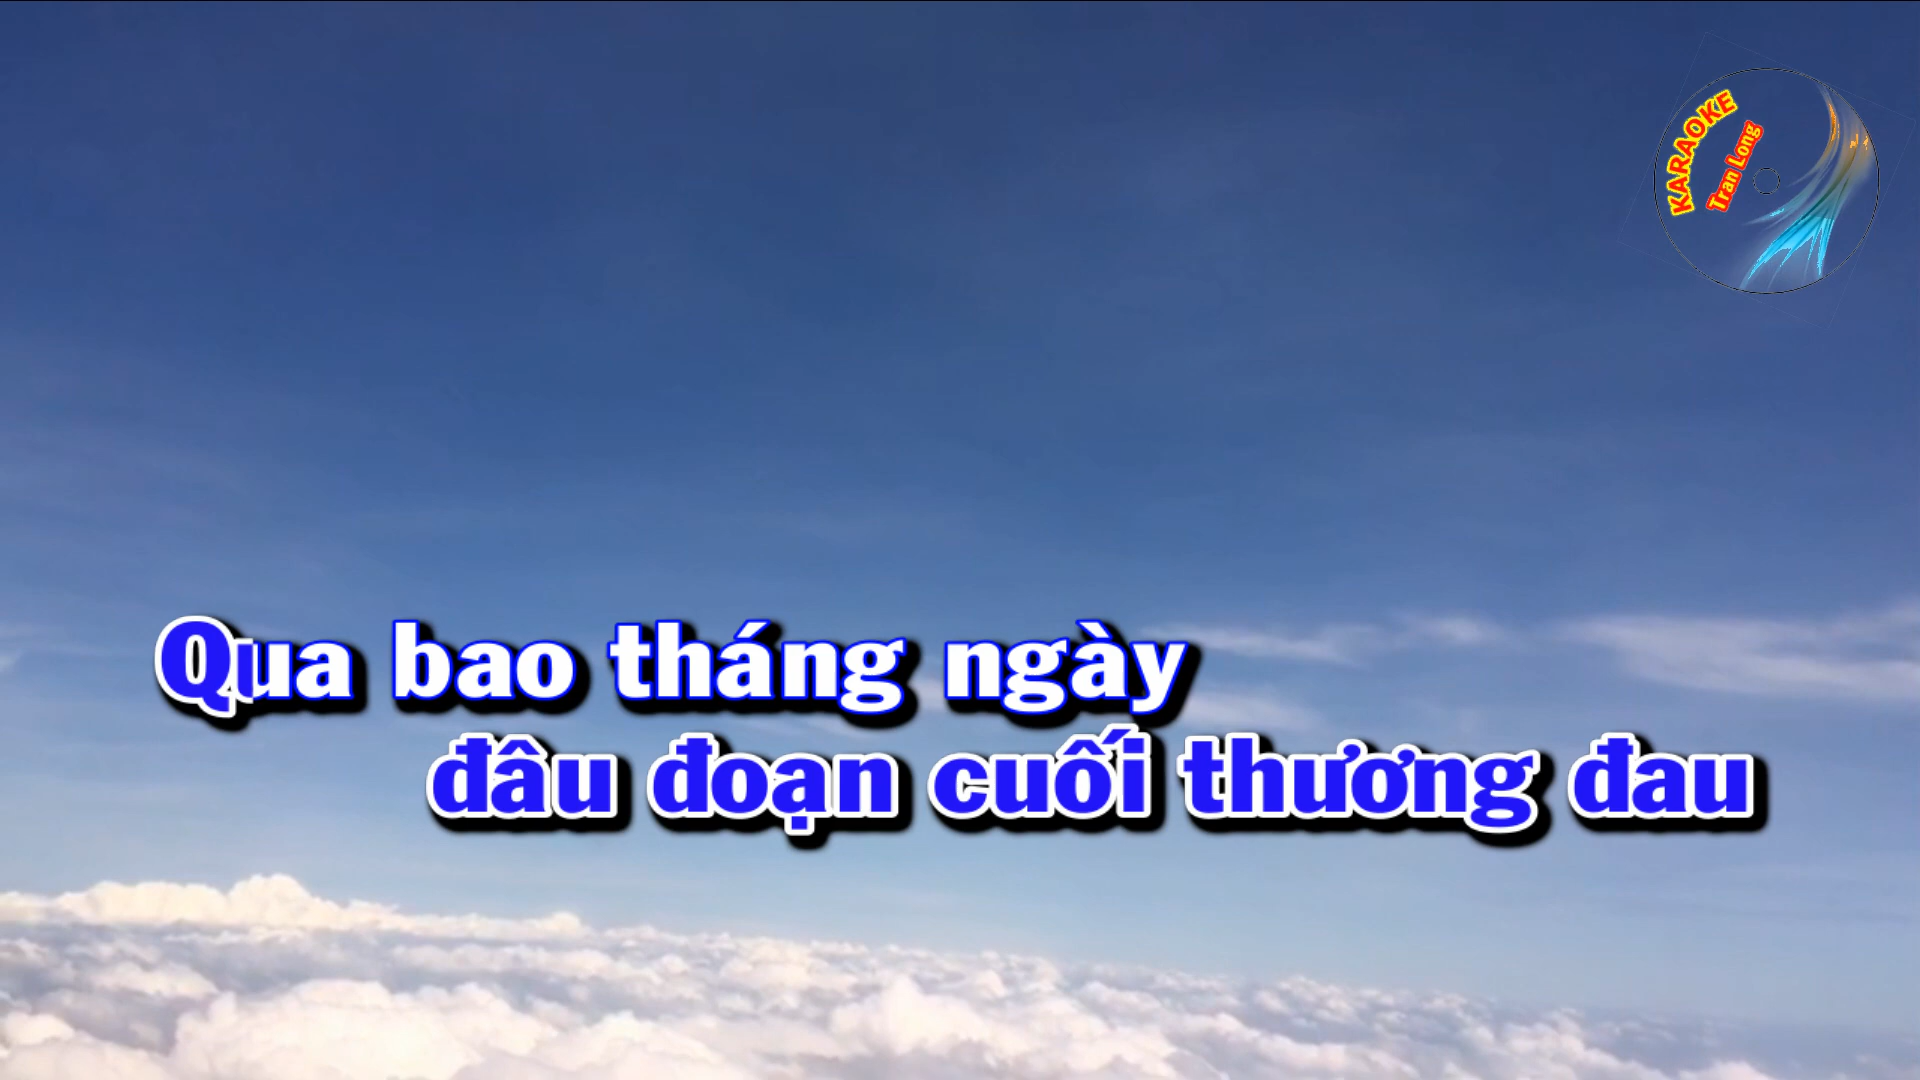 KARAOKE
Tran Long
Qua bao tháng ngày
đâu đoạn cuối thương đau